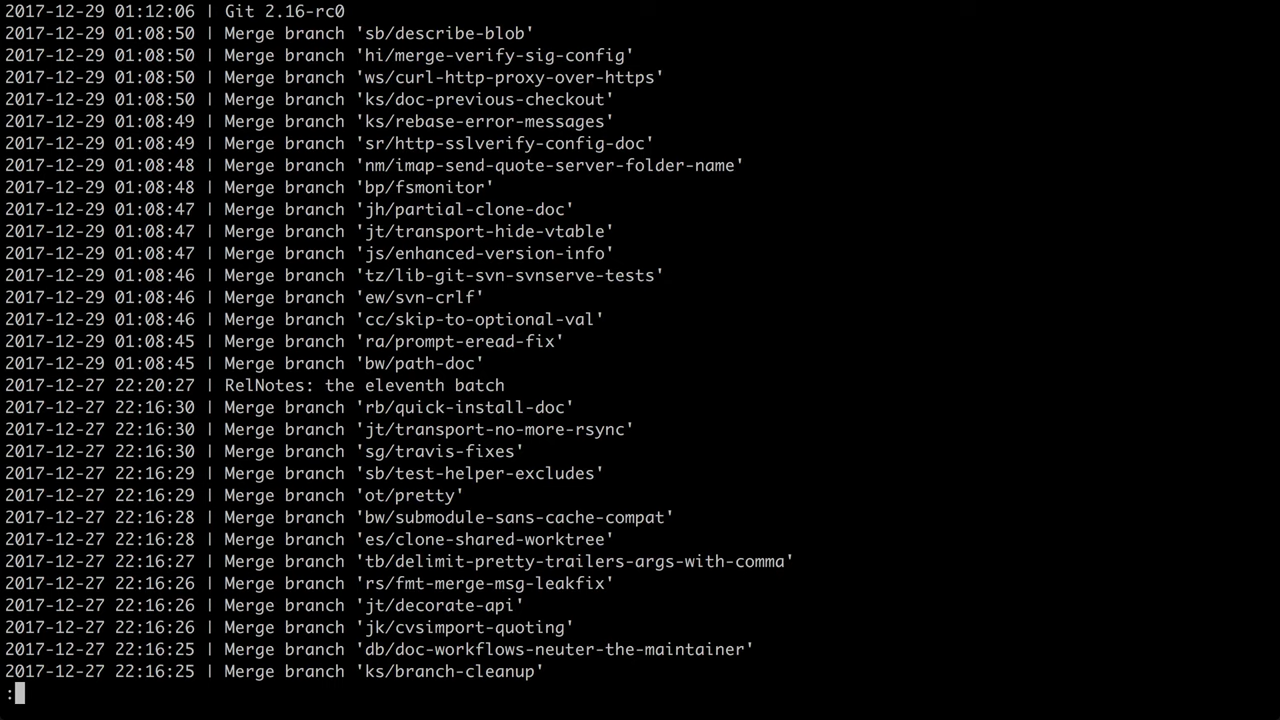 2017-12-29 01:12:06 | Git 2.16-rc0
2017-12-29 01:08:50 | Merge branch 'sb/describe-blob'
2017-12-29 01:08:50 | Merge branch 'hi/merge-verify-sig-config'
2017-12-29 01:08:50 | Merge branch 'ws/curl-http-proxy-over-https'
2017-12-29 01:08:50 | Merge branch 'ks/doc-previous-checkout'
2017-12-29 01:08:49 | Merge branch 'ks/rebase-error-messages'
2017-12-29 01:08:49 | Merge branch 'sr/http-sslverify-config-doc'
2017-12-29 01:08:48 | Merge branch 'nm/imap-send-quote-server-folder-name'
2017-12-29 01:08:48 | Merge branch 'bp/fsmonitor'
2017-12-29 01:08:47 | Merge branch 'jh/partial-clone-doc'
2017-12-29 01:08:47 | Merge branch 'jt/transport-hide-vtable'
2017-12-29 01:08:47 | Merge branch 'js/enhanced-version-info'
2017-12-29 01:08:46 | Merge branch 'tz/lib-git-svn-svnserve-tests'
2017-12-29 01:08:46 | Merge branch 'ew/svn-crlf'
2017-12-29 01:08:46 | Merge branch 'cc/skip-to-optional-val'
2017-12-29 01:08:45 | Merge branch 'ra/prompt-eread-fix'
2017-12-29 01:08:45 | Merge branch 'bw/path-doc'
2017-12-27 22:20:27 | RelNotes: the eleventh batch
2017-12-27 22:16:30 | Merge branch 'rb/quick-install-doc'
2017-12-27 22:16:30 | Merge branch 'jt/transport-no-more-rsync'
2017-12-27 22:16:30 | Merge branch 'sg/travis-fixes'
2017-12-27 22:16:29 | Merge branch 'sb/test-helper-excludes'
2017-12-27 22:16:29 | Merge branch 'ot/pretty'
2017-12-27 22:16:28 | Merge branch 'bw/submodule-sans-cache-compat'
2017-12-27 22:16:28 | Merge branch 'es/clone-shared-worktree'
2017-12-27 22:16:27 | Merge branch 'tb/delimit-pretty-trailers-args-with-comma'
2017-12-27 22:16:26 | Merge branch 'rs/fmt-merge-msg-leakfix'
2017-12-27 22:16:26 | Merge branch 'jt/decorate-api'
2017-12-27 22:16:26 | Merge branch 'jk/cvsimport-quoting'
2017-12-27 22:16:25 | Merge branch 'db/doc-workflows-neuter-the-maintainer'
2017-12-27 22:16:25 | Merge branch 'ks/branch-cleanup'
: